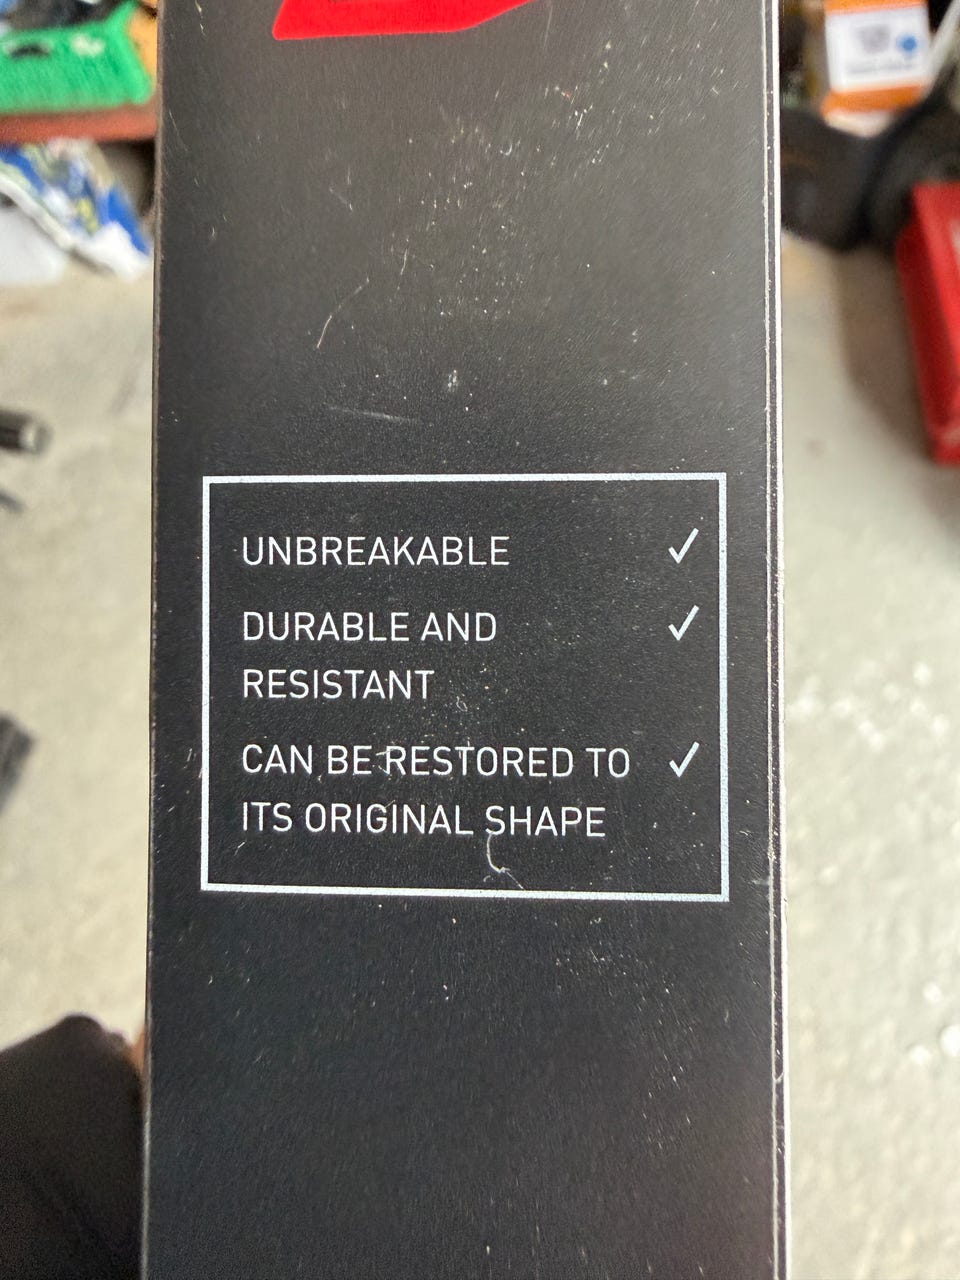 UNBREAKABLE ✓
DURABLE AND ✓
RESISTANT
CAN BE RESTORED TO ✓
ITS ORIGINAL SHAPE